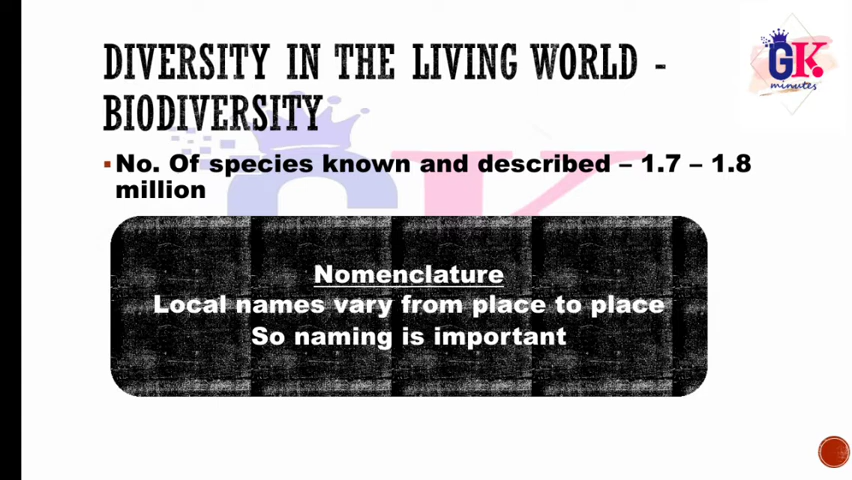 DIVERSITY IN THE LIVING WORLD -
BIODIVERSITY
GK
minutes
No. Of species known and described – 1.7 – 1.8
million
Nomenclature
Local names vary from place to place
So naming is important